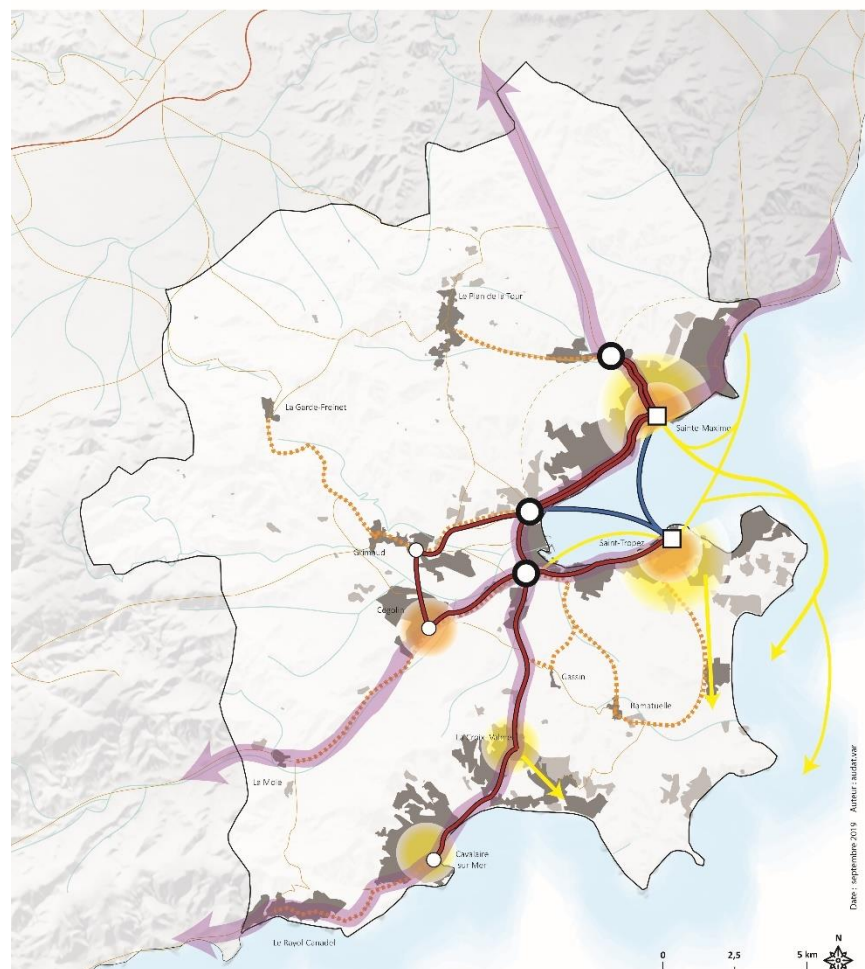 Le Plan de la Tour
La Garde-Freinet
Sainte-Maxime
Grimaud
Saint-Tropez
Cogolin
Gassin
Ramatuelle
La Croix-Valmer
La Mole
Cavalaire
sur Mer
Le Rayol Canadel
Date : septembre 2019 Auteur : audat.var
N
0 2,5 5 km